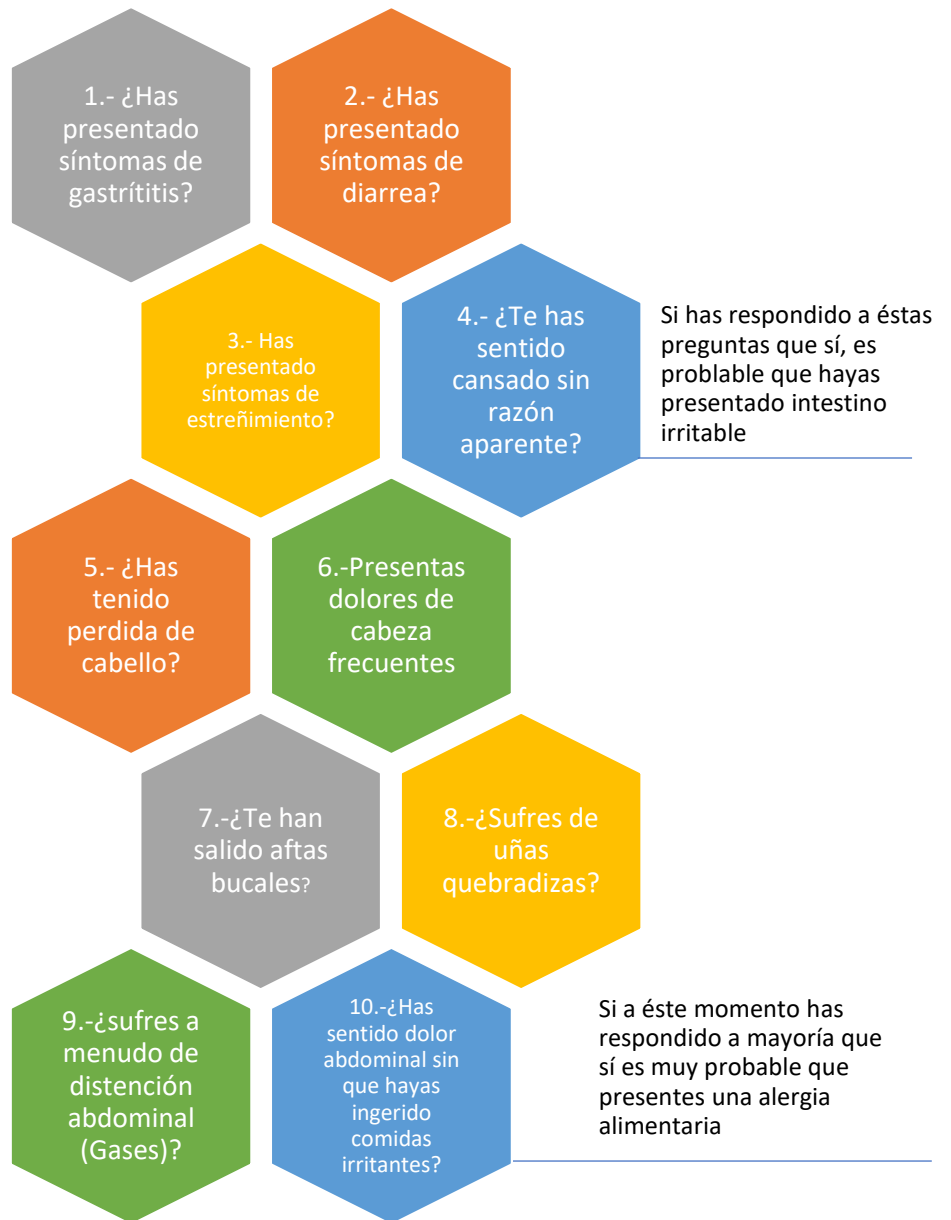 1.- ¿Has
presentado
síntomas de
gastrítitis?
2.- ¿Has
presentado
síntomas de
diarrea?
3.- Has
presentado
síntomas de
estreñimiento?
4.- ¿Te has
sentido
cansado sin
razón
aparente?
Si has respondido a éstas
preguntas que sí, es
problable que hayas
presentado intestino
irritable
5.- ¿Has
tenido
perdida de
cabello?
6.-Presentas
dolores de
cabeza
frecuentes
7.-¿Te han
salido aftas
bucales?
8.-¿Sufres de
uñas
quebradizas?
9.-¿sufres a
menudo de
distención
abdominal
(Gases)?
10.-¿Has
sentido dolor
abdominal sin
que hayas
ingerido
comidas
irritantes?
Si a éste momento has
respondido a mayoría que
sí es muy probable que
presentes una alergia
alimentaria